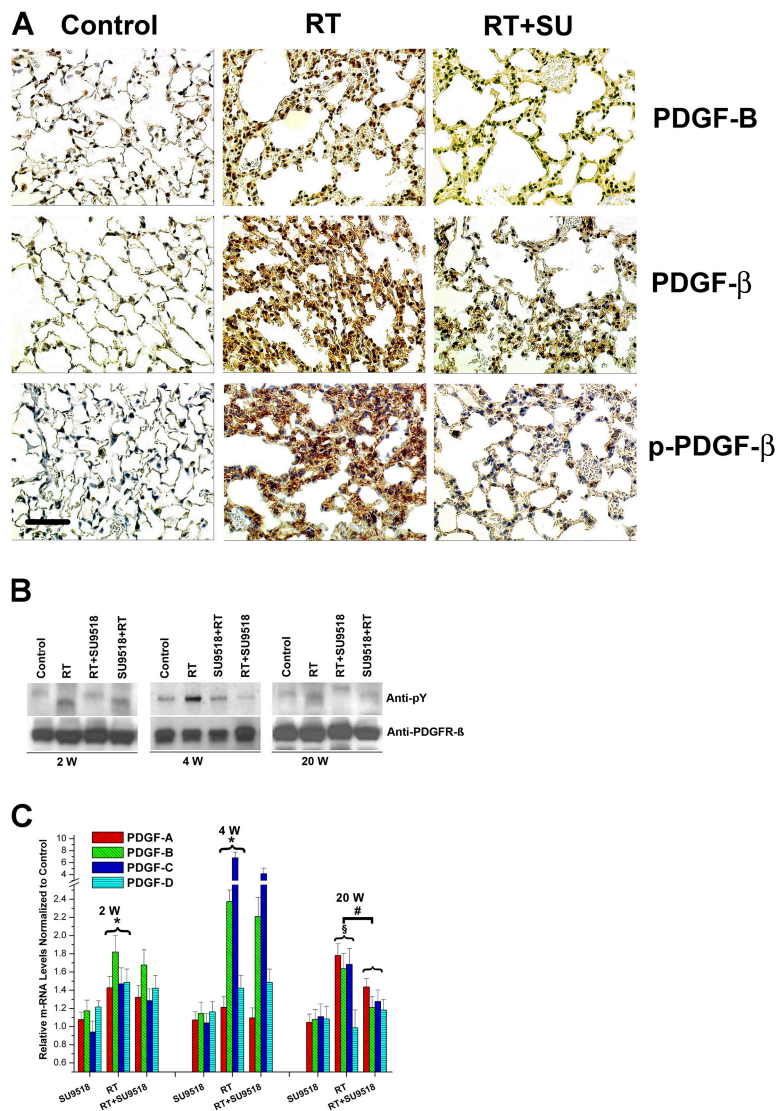 A
Control RT RT+SU
PDGF-B
PDGF-β
p-PDGF-β
B
Control RT RT+SU9518 SU9518+RT
Control RT SU9518+RT RT+SU9518
Control RT RT+SU9518 SU9518+RT
Anti-pY
Anti-PDGFR-ß
2 W 4 W 20 W
C
Relative m-RNA Levels Normalized to Control
10
8
6
4
2.4
2.2
2.0
1.8
1.6
1.4
1.2
1.0
0.8
0.6
PDGF-A
PDGF-B
PDGF-C
PDGF-D
2 W
*
4 W
*
20 W
#
§
SU9518 RT RT+SU9518 SU9518 RT RT+SU9518 SU9518 RT RT+SU9518